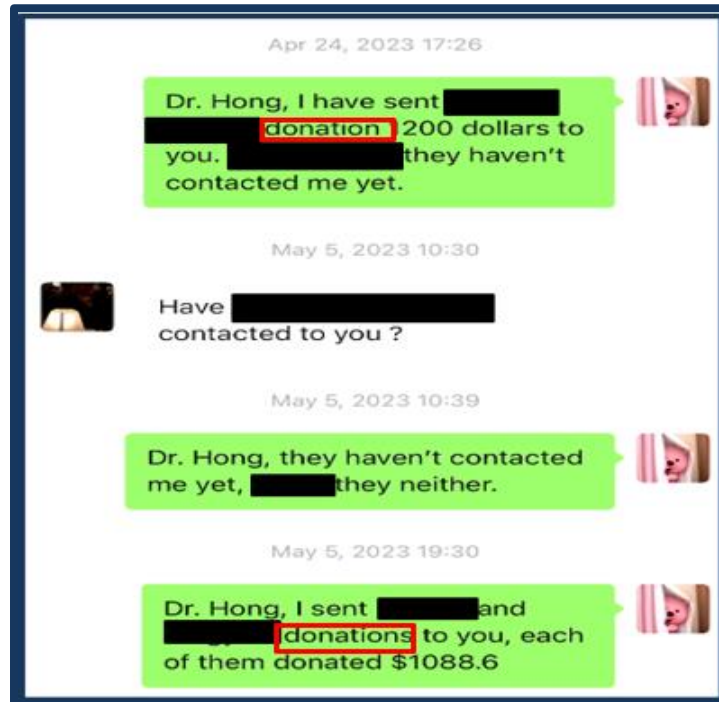 Apr 24, 2023 17:26
Dr. Hong, I have sent
donation 1200 dollars to
you. they haven't
contacted me yet.
May 5, 2023 10:30
Have
contacted to you ?
May 5, 2023 10:39
Dr. Hong, they haven't contacted
me yet, they neither.
May 5, 2023 19:30
Dr. Hong, I sent and
donations to you, each
of them donated $1088.6